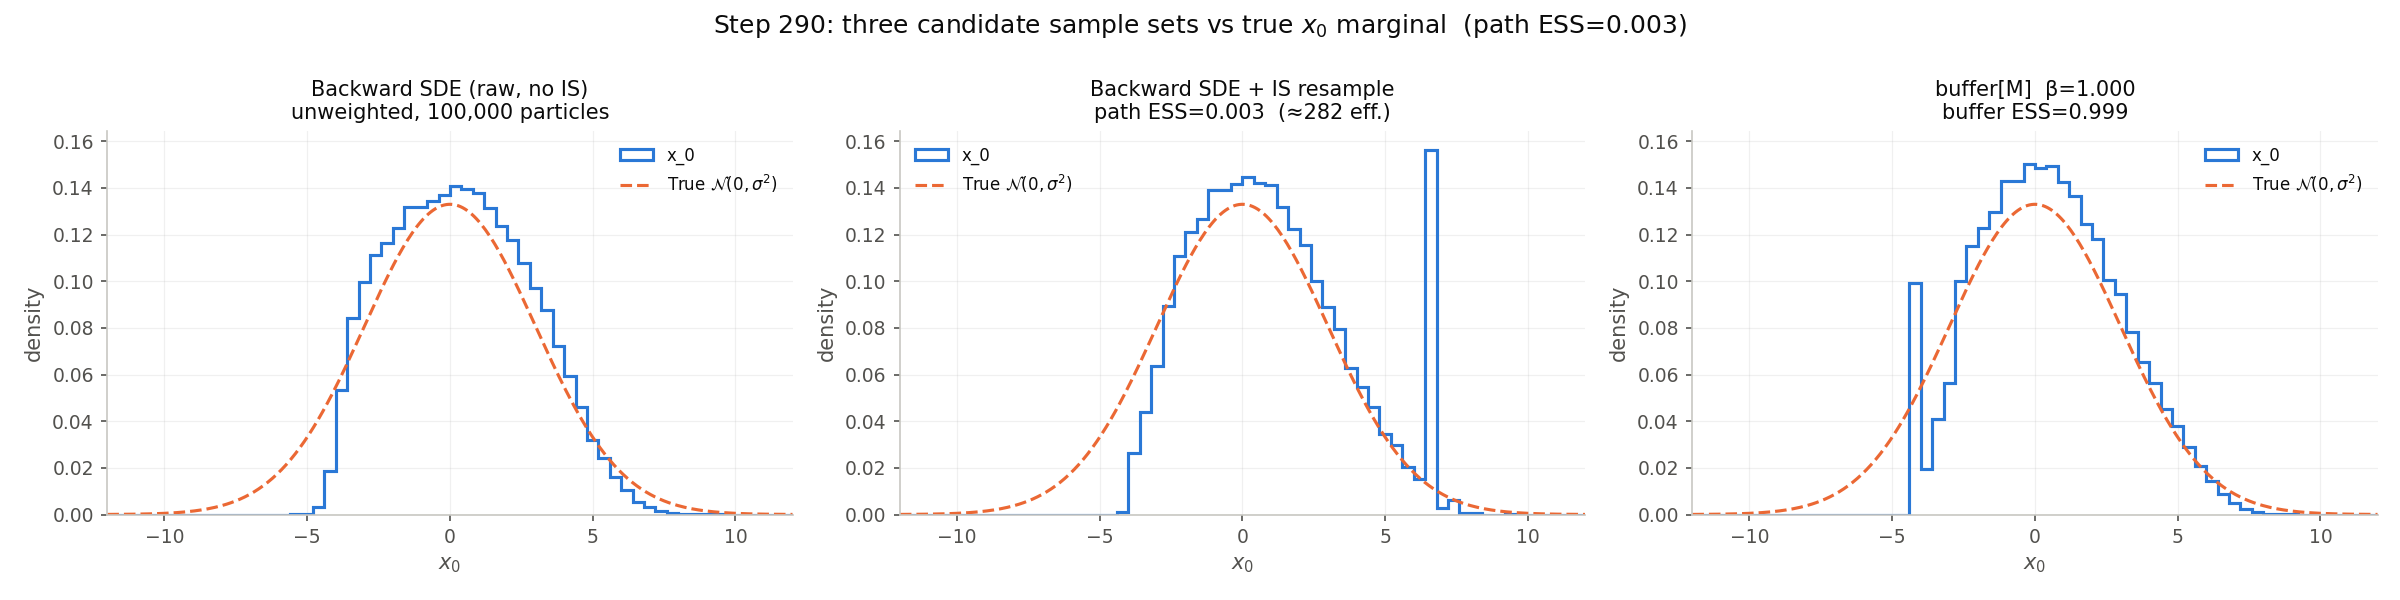 Step 290: three candidate sample sets vs true x₀ marginal (path ESS=0.003)
Backward SDE (raw, no IS)
unweighted, 100,000 particles
0.16
0.14
0.12
0.10
0.08
0.06
0.04
0.02
0.00
density
x_0
True 𝒩(0, σ²)
−10
−5
0
5
10
x₀
Backward SDE + IS resample
path ESS=0.003 (≈282 eff.)
0.16
0.14
0.12
0.10
0.08
0.06
0.04
0.02
0.00
density
x_0
True 𝒩(0, σ²)
−10
−5
0
5
10
x₀
buffer[M] β=1.000
buffer ESS=0.999
0.16
0.14
0.12
0.10
0.08
0.06
0.04
0.02
0.00
density
x_0
True 𝒩(0, σ²)
−10
−5
0
5
10
x₀